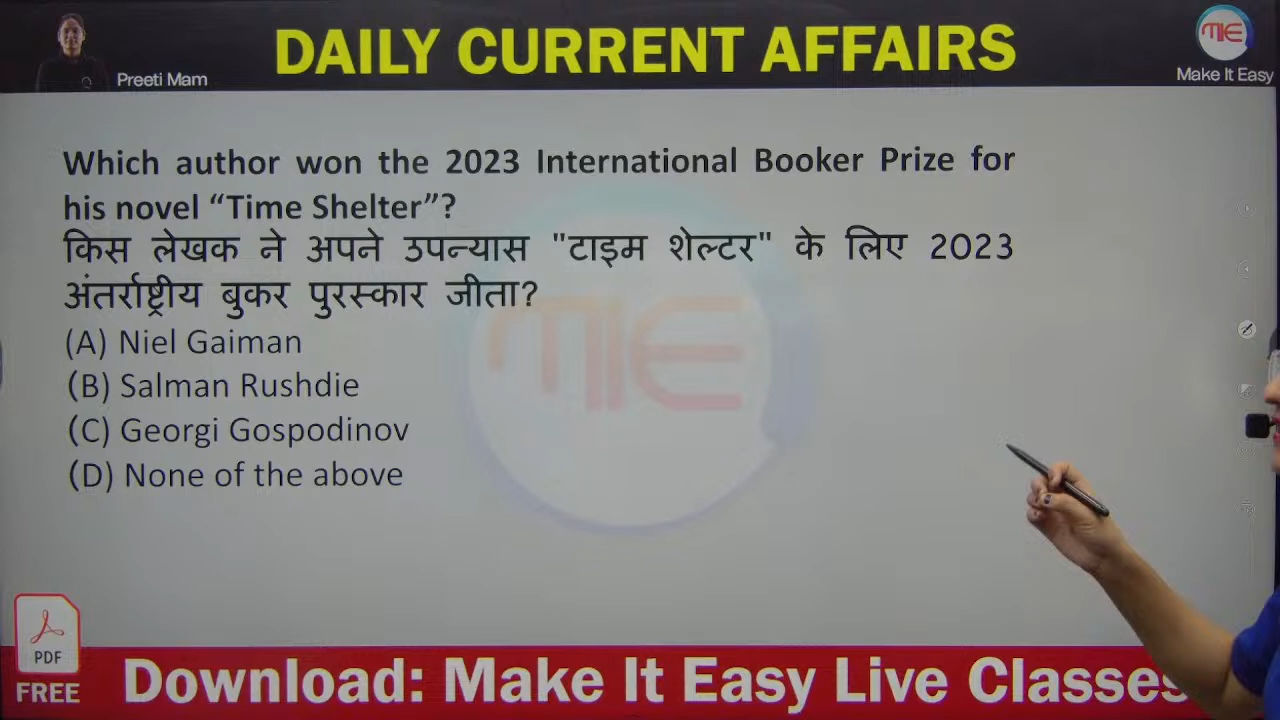 DAILY CURRENT AFFAIRS
Preeti Mam
MIE
Make It Easy
Which author won the 2023 International Booker Prize for
his novel “Time Shelter”?
किस लेखक ने अपने उपन्यास "टाइम शेल्टर" के लिए 2023
अंतर्राष्ट्रीय बुकर पुरस्कार जीता?
MIE
(A) Niel Gaiman
(B) Salman Rushdie
(C) Georgi Gospodinov
(D) None of the above
PDF
FREE
Download: Make It Easy Live Classes